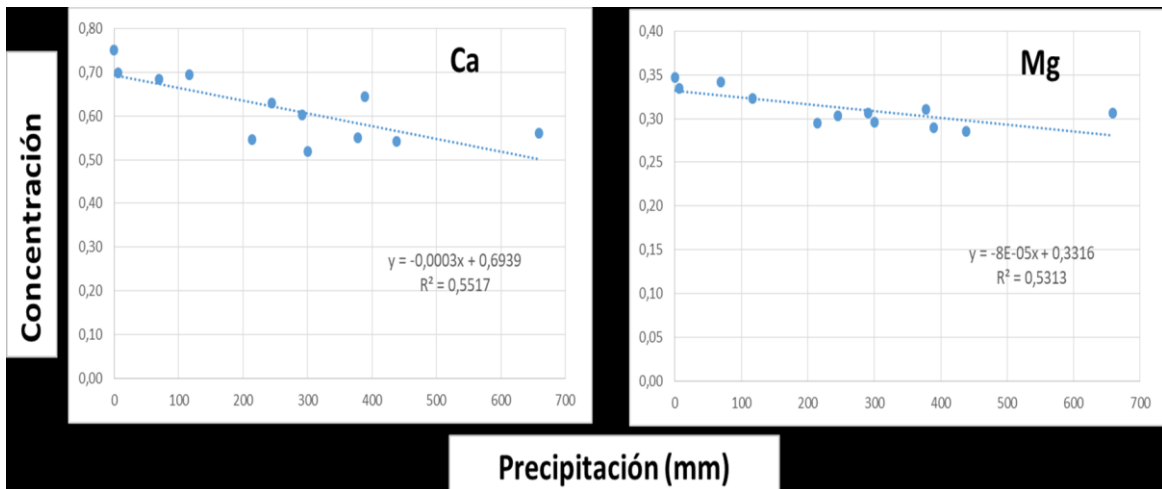 Concentración
Ca
0,80
0,70
0,60
0,50
0,40
0,30
0,20
0,10
0,00
y = -0,0003x + 0,6939
R² = 0,5517
0 100 200 300 400 500 600 700
Mg
0,40
0,35
0,30
0,25
0,20
0,15
0,10
0,05
0,00
y = -8E-05x + 0,3316
R² = 0,5313
0 100 200 300 400 500 600 700
Precipitación (mm)